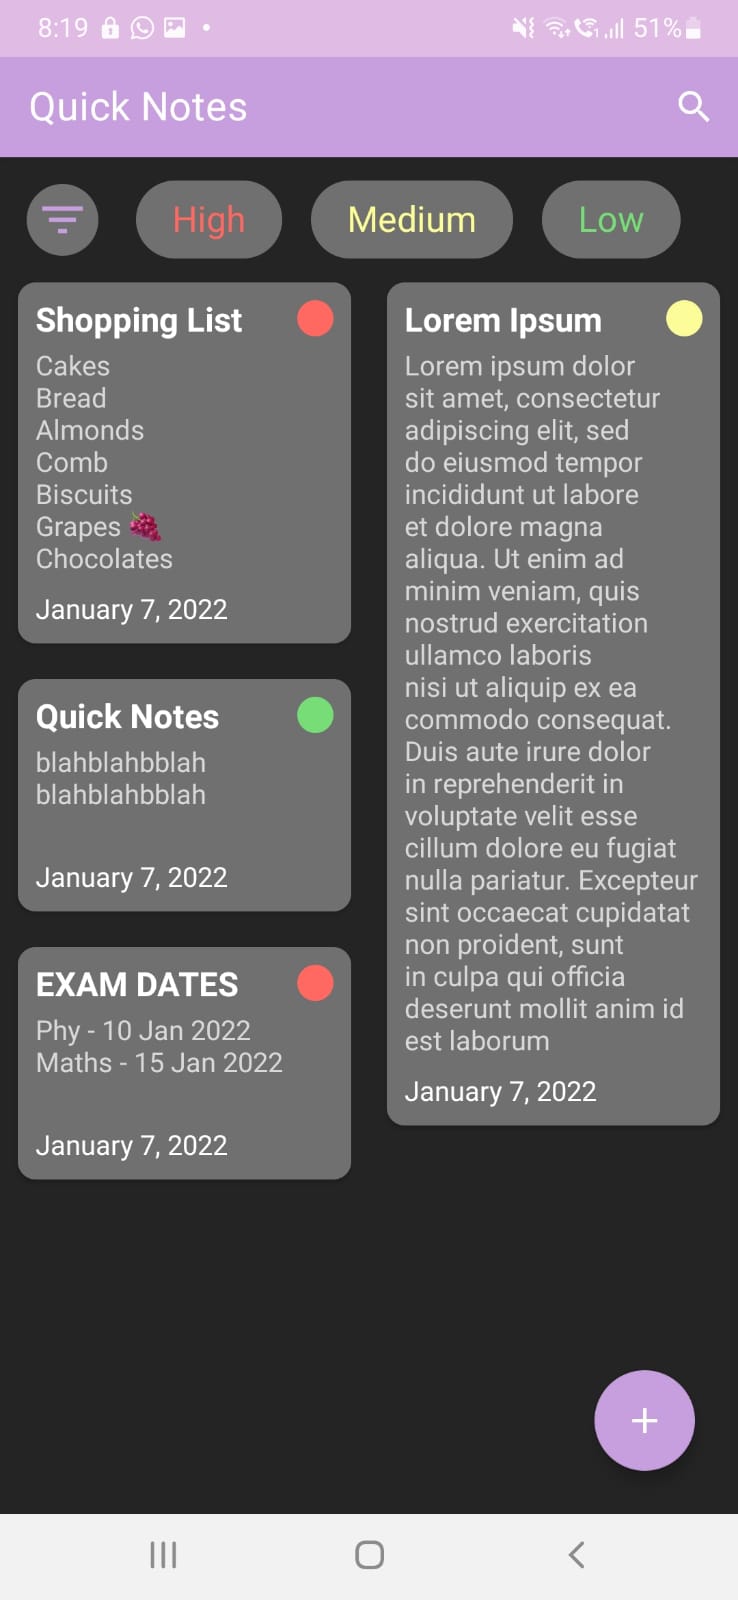 8:19
51%
Quick Notes
High
Medium
Low
Shopping List
Cakes
Bread
Almonds
Comb
Biscuits
Grapes 🍇
Chocolates
January 7, 2022
Quick Notes
blahblahbblah
blahblahbblah
January 7, 2022
EXAM DATES
Phy - 10 Jan 2022
Maths - 15 Jan 2022
January 7, 2022
Lorem Ipsum
Lorem ipsum dolor
sit amet, consectetur
adipiscing elit, sed
do eiusmod tempor
incididunt ut labore
et dolore magna
aliqua. Ut enim ad
minim veniam, quis
nostrud exercitation
ullamco laboris
nisi ut aliquip ex ea
commodo consequat.
Duis aute irure dolor
in reprehenderit in
voluptate velit esse
cillum dolore eu fugiat
nulla pariatur. Excepteur
sint occaecat cupidatat
non proident, sunt
in culpa qui officia
deserunt mollit anim id
est laborum
January 7, 2022